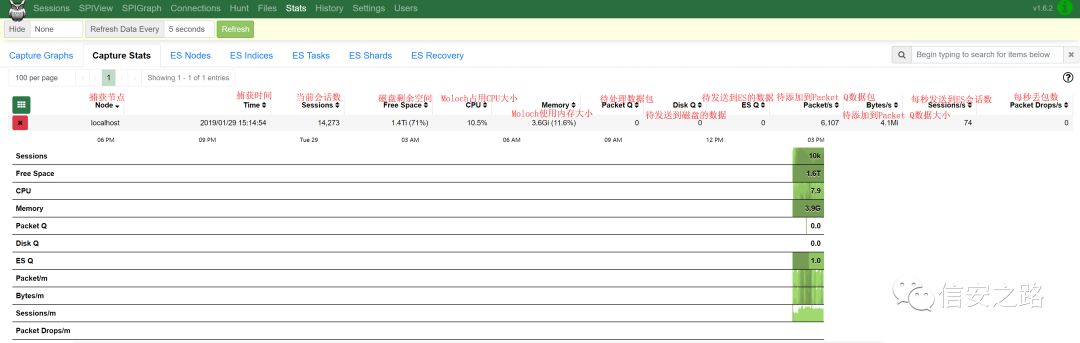 Sessions SPIView SPIGraph Connections Hunt Files Stats History Settings Users v1.6.2
Hide None Refresh Data Every 5 seconds Refresh
Capture Graphs Capture Stats ES Nodes ES Indices ES Tasks ES Shards ES Recovery Begin typing to search for items below
100 per page 1 Showing 1 - 1 of 1 entries
捕获节点 捕获时间 当前会话数 磁盘剩余空间 Moloch占用CPU大小 待处理数据包 待发送到ES的数据 待添加到Packet Q数据包 每秒发送到ES会话数 每秒丢包数
Node Time Sessions Free Space CPU Memory Packet Q Disk Q ES Q Packet/s Bytes/s Sessions/s Packet Drops/s
Moloch使用内存大小 待发送到磁盘的数据 待添加到Packet Q数据大小
localhost 2019/01/29 15:14:54 14,273 1.4Ti (71%) 10.5% 3.6Gi (11.6%) 0 0 0 6,107 4.1Mi 74 0
06 PM 09 PM Tue 29 03 AM 06 AM 09 AM 12 PM 03 PM
Sessions 10k
Free Space 1.6T
CPU 7.9
Memory 3.9G
Packet Q 0.0
Disk Q 0.0
ES Q 1.0
Packet/m
Bytes/m
Sessions/m
Packet Drops/m
信安之路